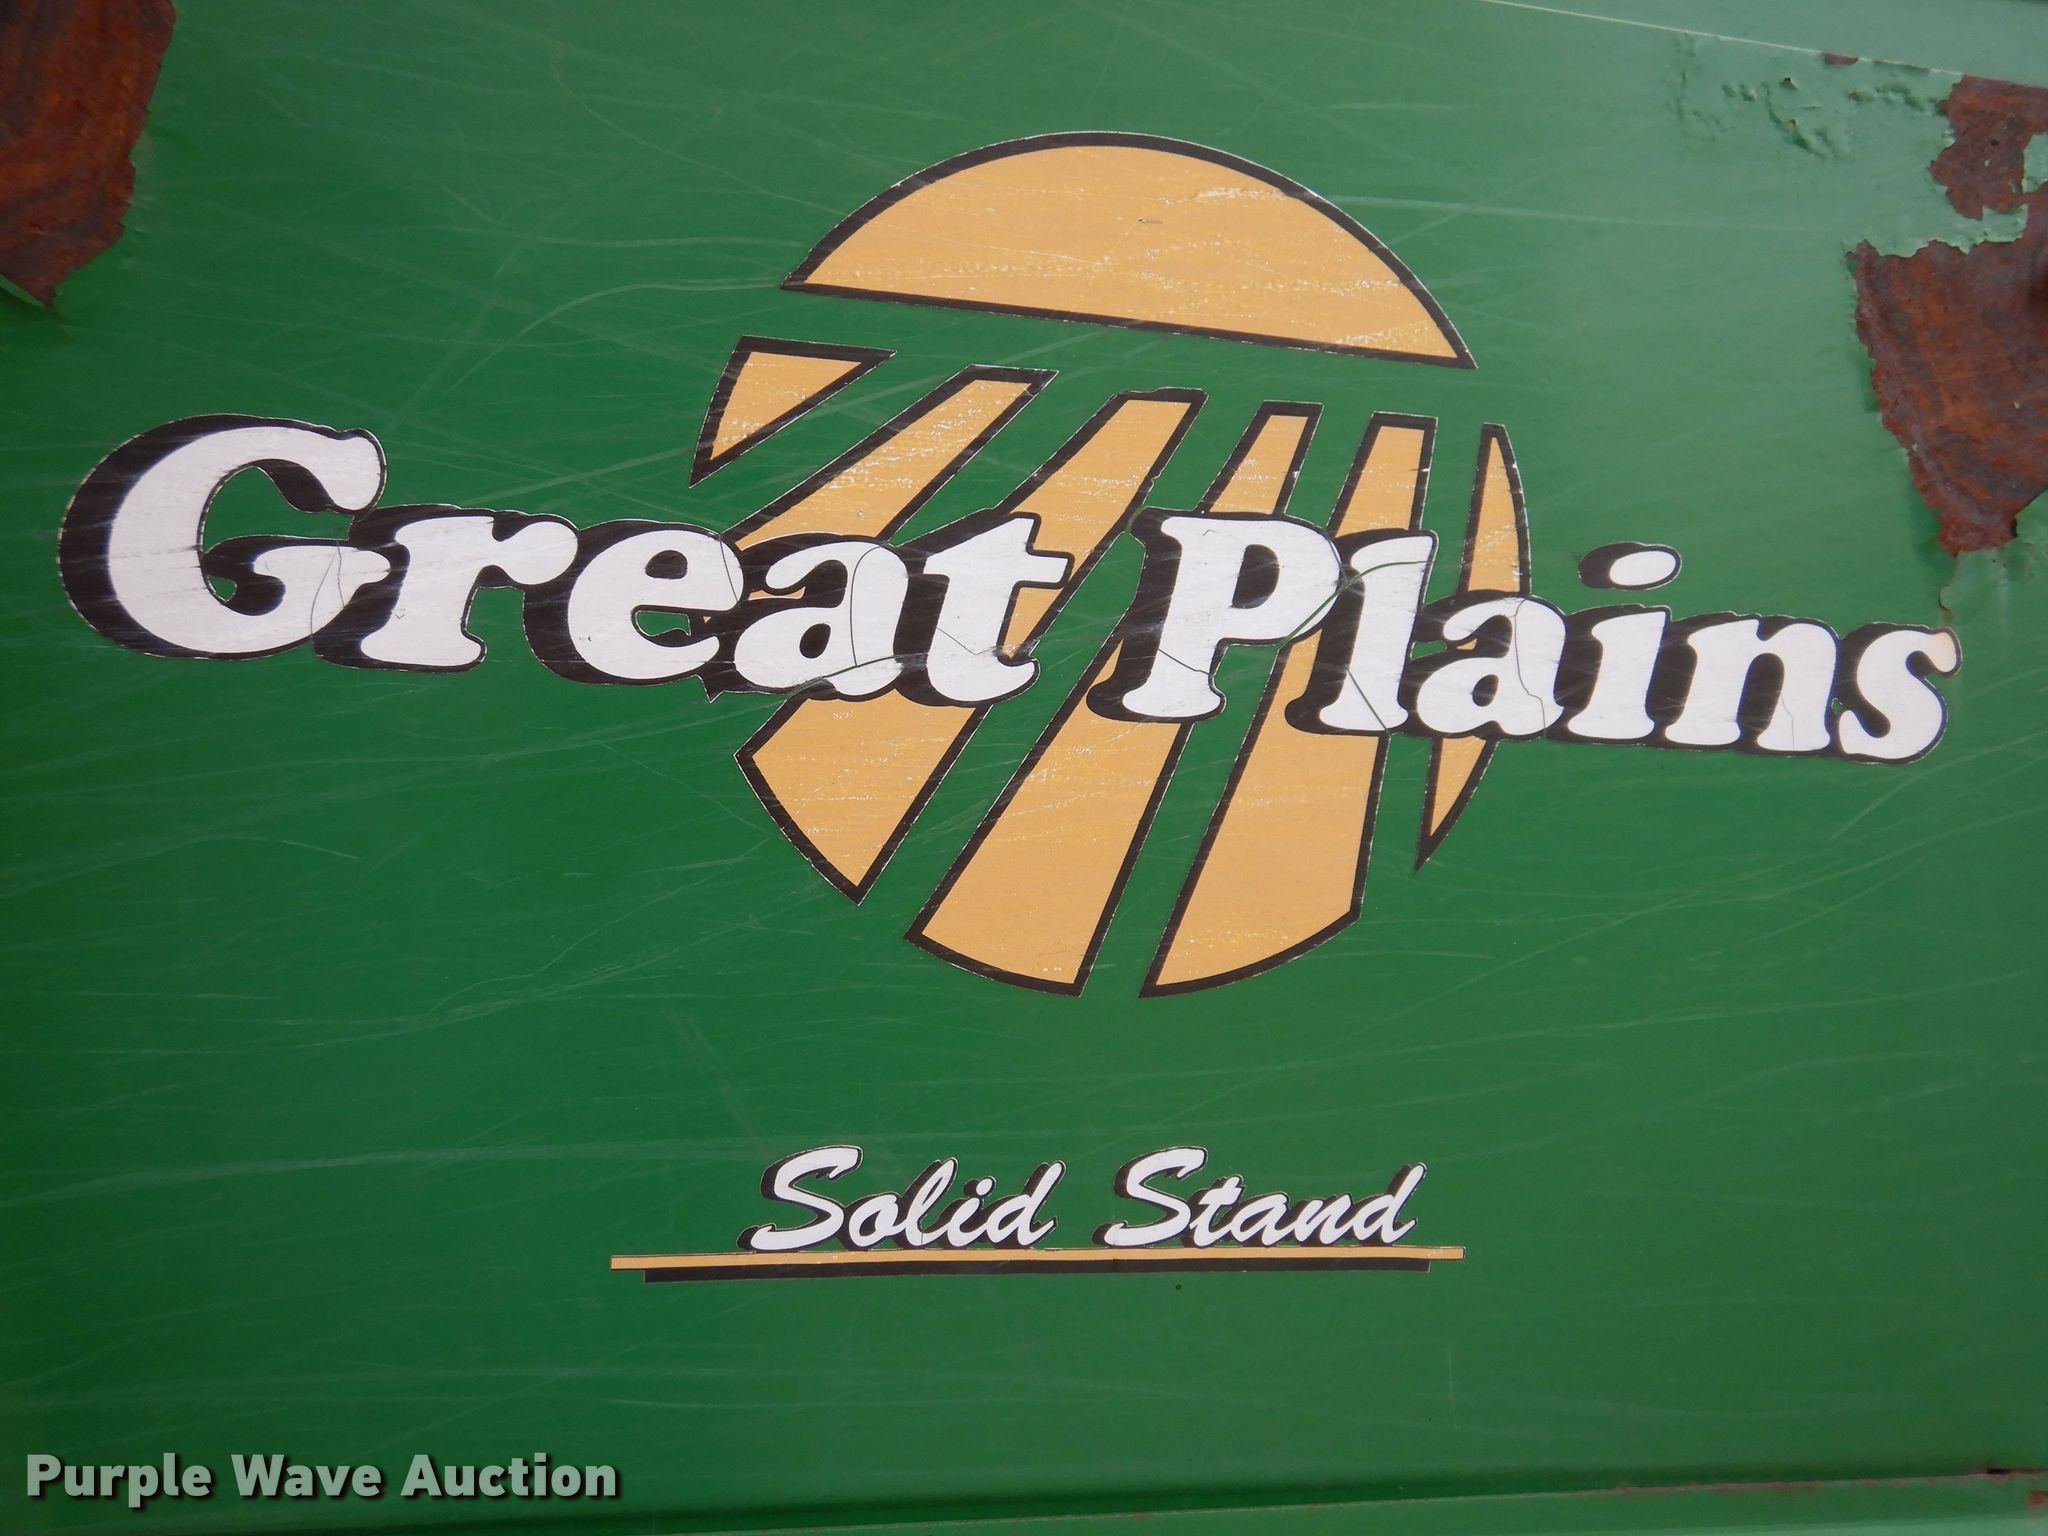 Great Plains
Solid Stand
Purple Wave Auction